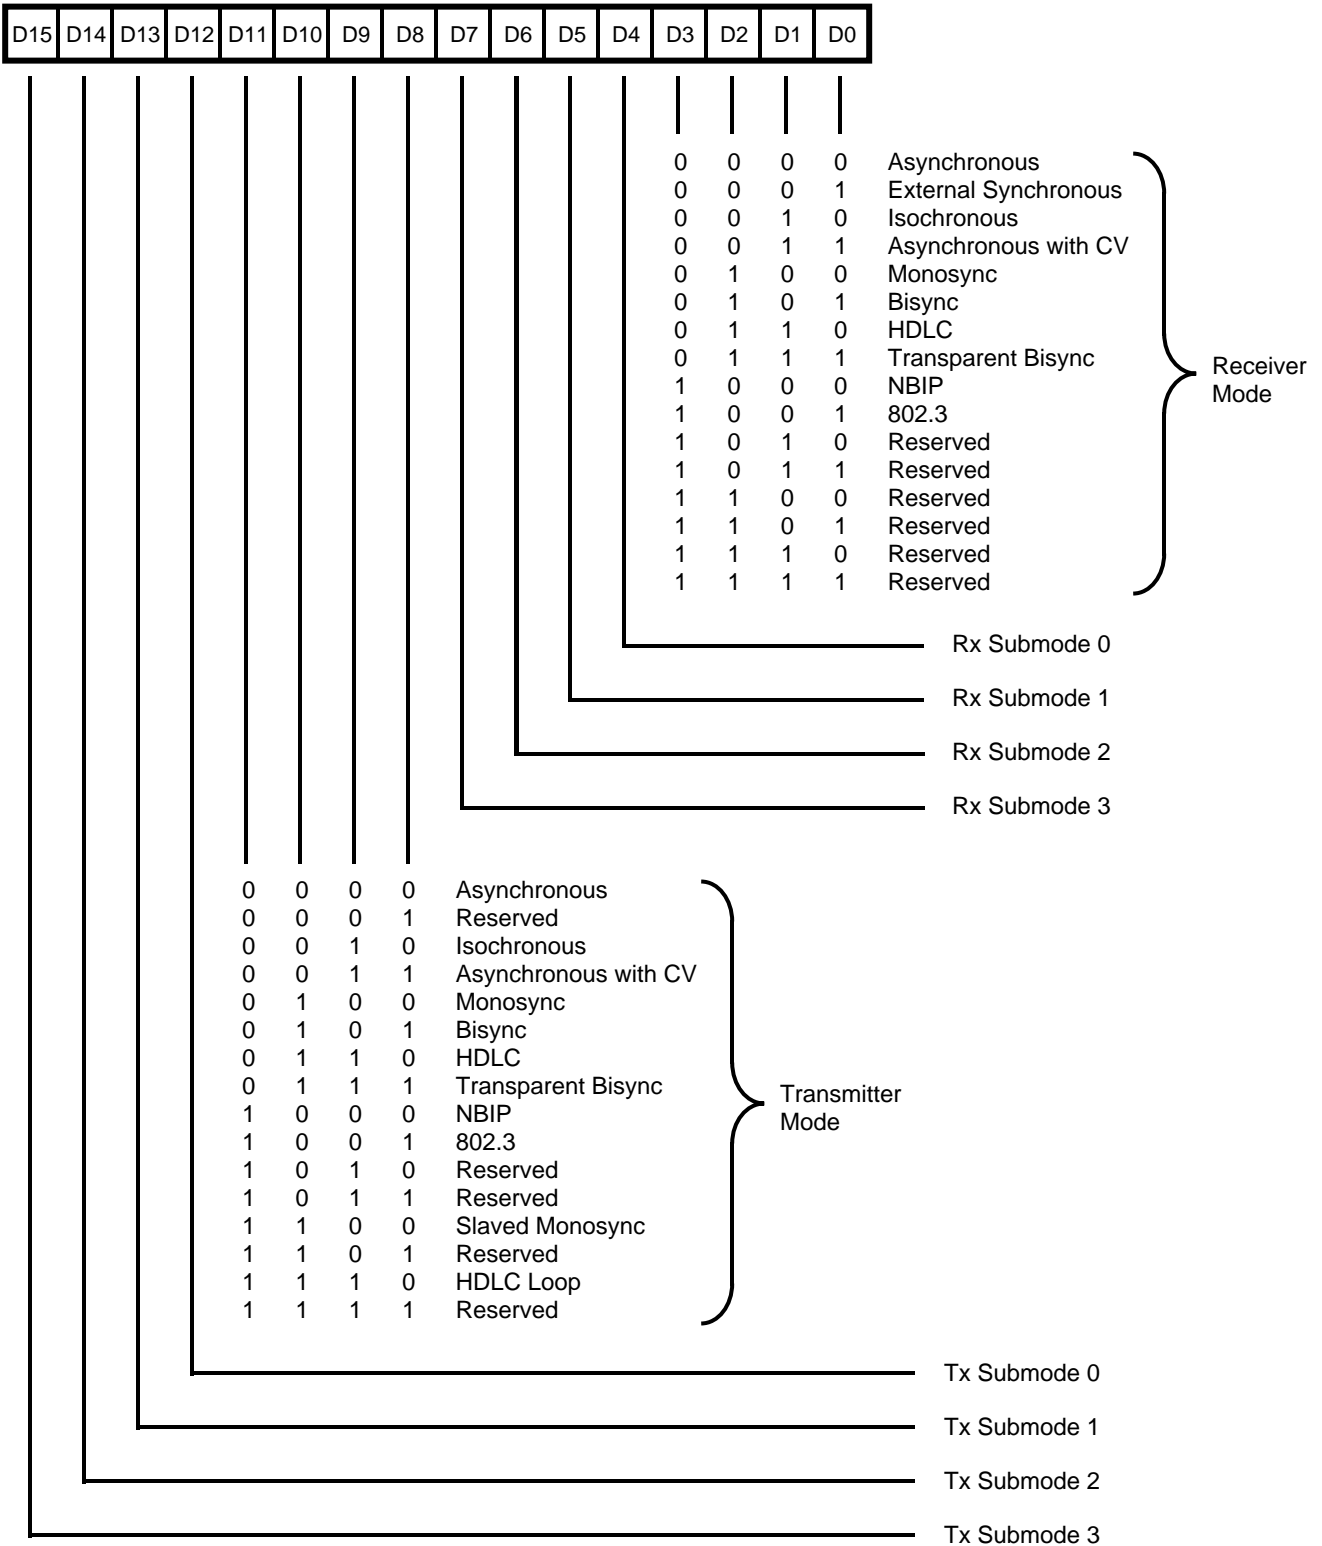 D15 D14 D13 D12 D11 D10 D9 D8 D7 D6 D5 D4 D3 D2 D1 D0
0 0 0 0 Asynchronous
0 0 0 1 External Synchronous
0 0 1 0 Isochronous
0 0 1 1 Asynchronous with CV
0 1 0 0 Monosync
0 1 0 1 Bisync
0 1 1 0 HDLC
0 1 1 1 Transparent Bisync
1 0 0 0 NBIP
1 0 0 1 802.3
1 0 1 0 Reserved
1 0 1 1 Reserved
1 1 0 0 Reserved
1 1 0 1 Reserved
1 1 1 0 Reserved
1 1 1 1 Reserved
Receiver
Mode
Rx Submode 0
Rx Submode 1
Rx Submode 2
Rx Submode 3
0 0 0 0 Asynchronous
0 0 0 1 Reserved
0 0 1 0 Isochronous
0 0 1 1 Asynchronous with CV
0 1 0 0 Monosync
0 1 0 1 Bisync
0 1 1 0 HDLC
0 1 1 1 Transparent Bisync
1 0 0 0 NBIP
1 0 0 1 802.3
1 0 1 0 Reserved
1 0 1 1 Reserved
1 1 0 0 Slaved Monosync
1 1 0 1 Reserved
1 1 1 0 HDLC Loop
1 1 1 1 Reserved
Transmitter
Mode
Tx Submode 0
Tx Submode 1
Tx Submode 2
Tx Submode 3